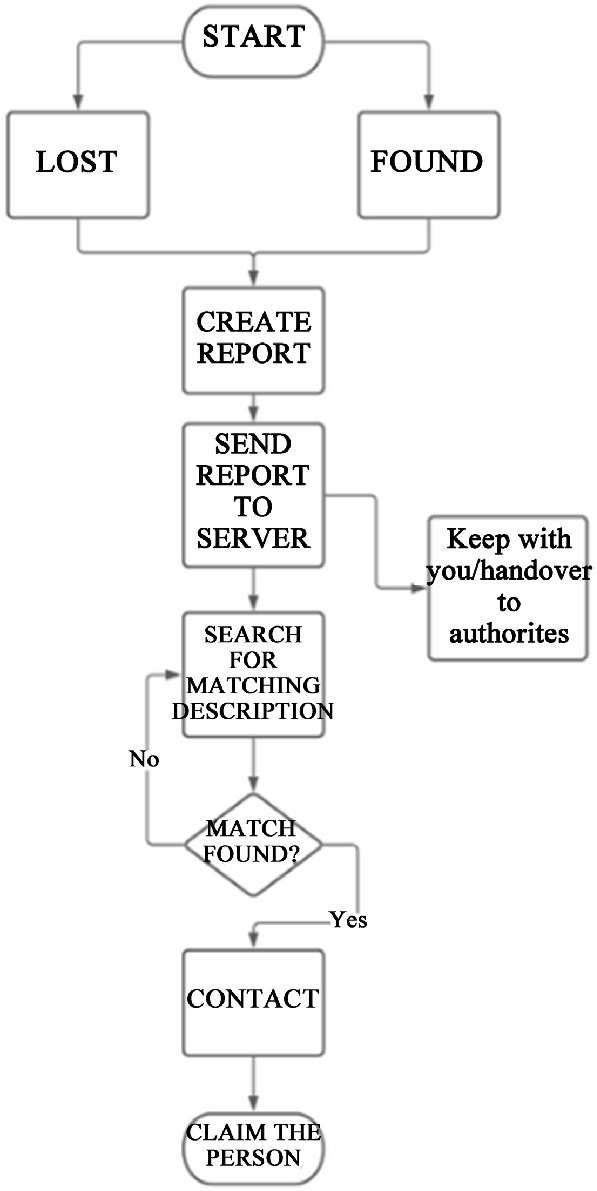 START
LOST
FOUND
CREATE
REPORT
SEND
REPORT
TO
SERVER
Keep with
you/handover
to
authorites
SEARCH
FOR
MATCHING
DESCRIPTION
No
MATCH
FOUND?
Yes
CONTACT
CLAIM THE
PERSON